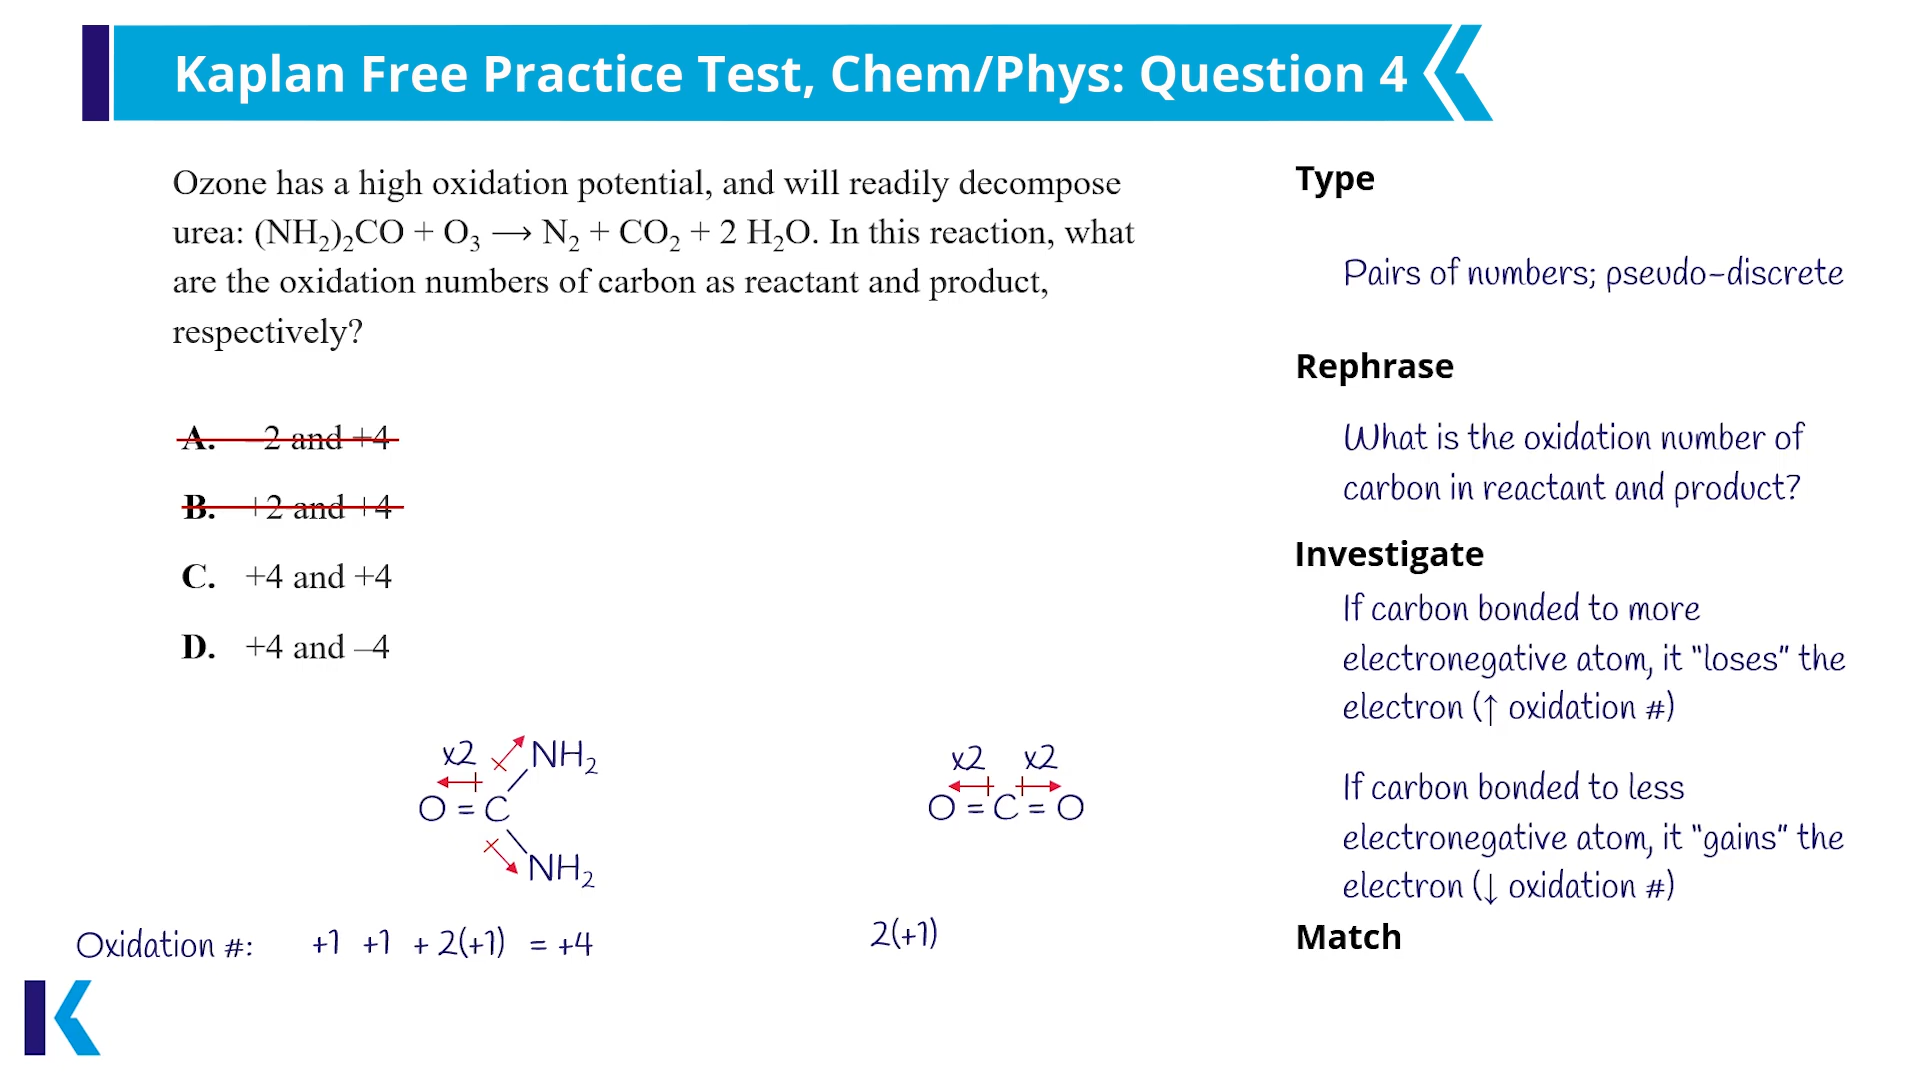 Kaplan Free Practice Test, Chem/Phys: Question 4
Ozone has a high oxidation potential, and will readily decompose
urea: (NH₂)₂CO + O₃ ⟶ N₂ + CO₂ + 2 H₂O. In this reaction, what
are the oxidation numbers of carbon as reactant and product,
respectively?
A. –2 and +4
B. +2 and +4
C. +4 and +4
D. +4 and –4
x2
NH₂
O = C
NH₂
x2 x2
O = C = O
Oxidation #: +1 +1 + 2(+1) = +4
2(+1)
Type
Pairs of numbers; pseudo-discrete
Rephrase
What is the oxidation number of
carbon in reactant and product?
Investigate
If carbon bonded to more
electronegative atom, it "loses" the
electron (↑ oxidation #)
If carbon bonded to less
electronegative atom, it "gains" the
electron (↓ oxidation #)
Match
K